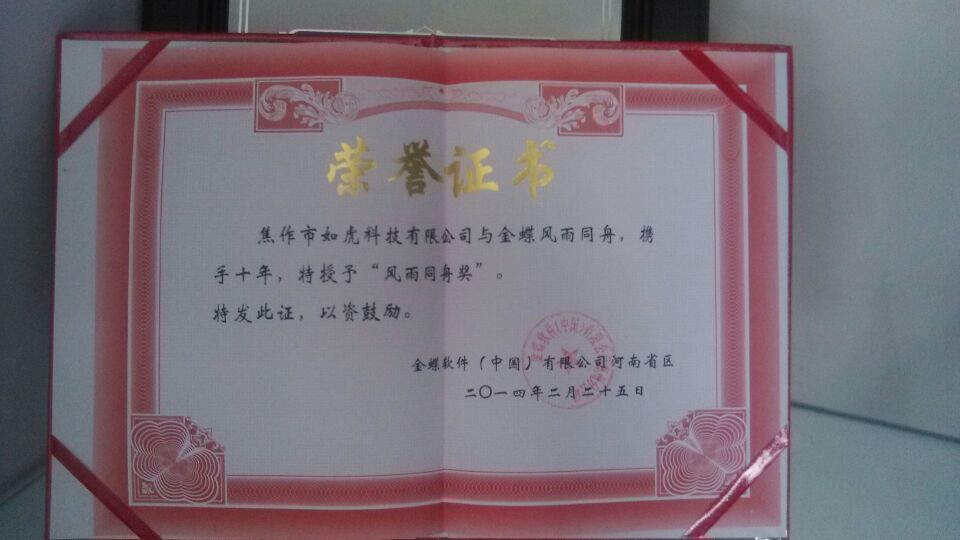 荣誉证书
焦作市如虎科技有限公司与金蝶风雨同舟，携
手十年，特授予“风雨同舟奖”。
特发此证，以资鼓励。
金蝶软件（中国）有限公司河南省区
二〇一四年二月二十五日